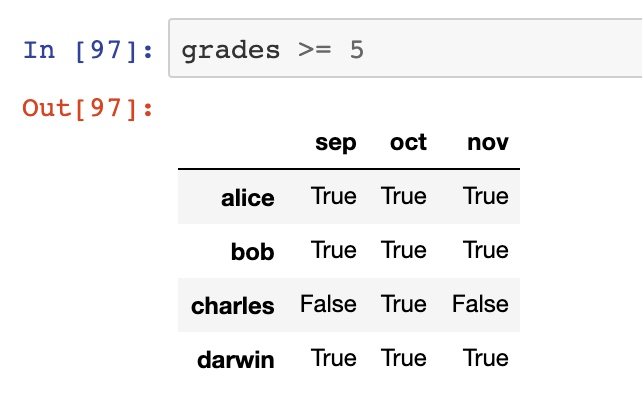 In [97]: grades >= 5
Out[97]:
sep oct nov
alice True True True
bob True True True
charles False True False
darwin True True True